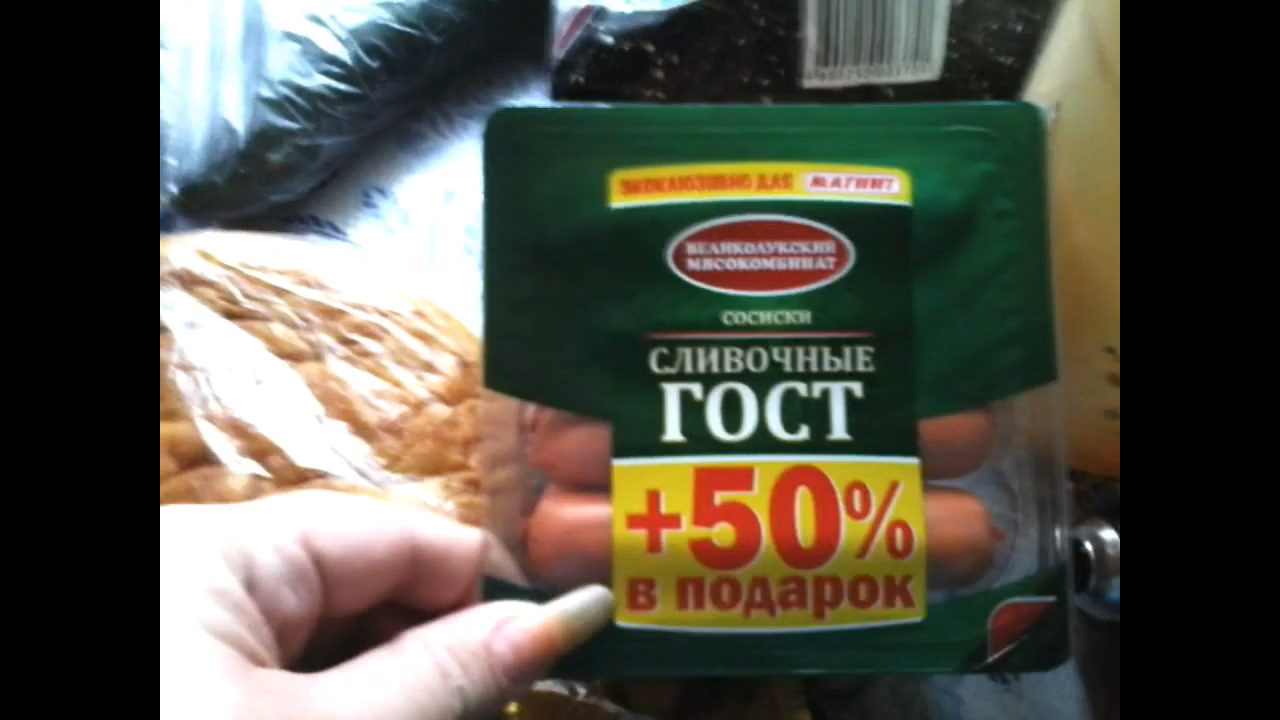 ЭКСКЛЮЗИВНО ДЛЯ МАГНИТ
ВЕЛИКОЛУКСКИЙ
МЯСОКОМБИНАТ
СОСИСКИ
СЛИВОЧНЫЕ
ГОСТ
+50%
в подарок